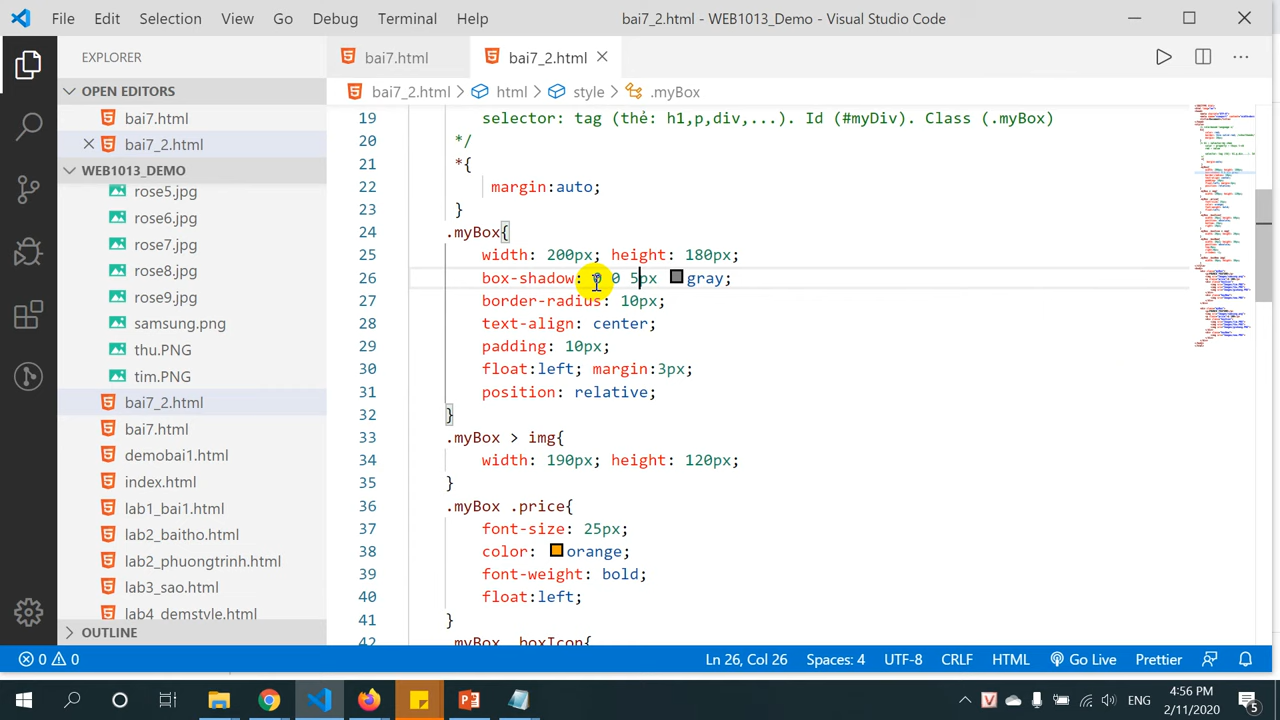 File Edit Selection View Go Debug Terminal Help bai7_2.html - WEB1013_Demo - Visual Studio Code
EXPLORER
OPEN EDITORS
bai7.html
bai7_2.html
WEB1013_DEMO
rose5.jpg
rose6.jpg
rose7.jpg
rose8.jpg
rose9.jpg
samsung.png
thu.PNG
tim.PNG
bai7_2.html
bai7.html
demobai1.html
index.html
lab1_bai1.html
lab2_baitho.html
lab2_phuongtrinh.html
lab3_sao.html
lab4_demstyle.html
OUTLINE
bai7.html bai7_2.html
bai7_2.html > html > style > .myBox
19 selector: tag (thẻ: h1,p,div,...). Id (#myDiv). Class (.myBox)
20 */
21 *{
22 margin:auto;
23 }
24 .myBox{
25 width: 200px; height: 180px;
26 box-shadow: 0 0 5px gray;
27 border-radius: 10px;
28 text-align: center;
29 padding: 10px;
30 float:left; margin:3px;
31 position: relative;
32 }
33 .myBox > img{
34 width: 190px; height: 120px;
35 }
36 .myBox .price{
37 font-size: 25px;
38 color: orange;
39 font-weight: bold;
40 float:left;
41 }
42 .myBox .boxIcon{
0 0 Ln 26, Col 26 Spaces: 4 UTF-8 CRLF HTML Go Live Prettier
ENG 4:56 PM
2/11/2020
5